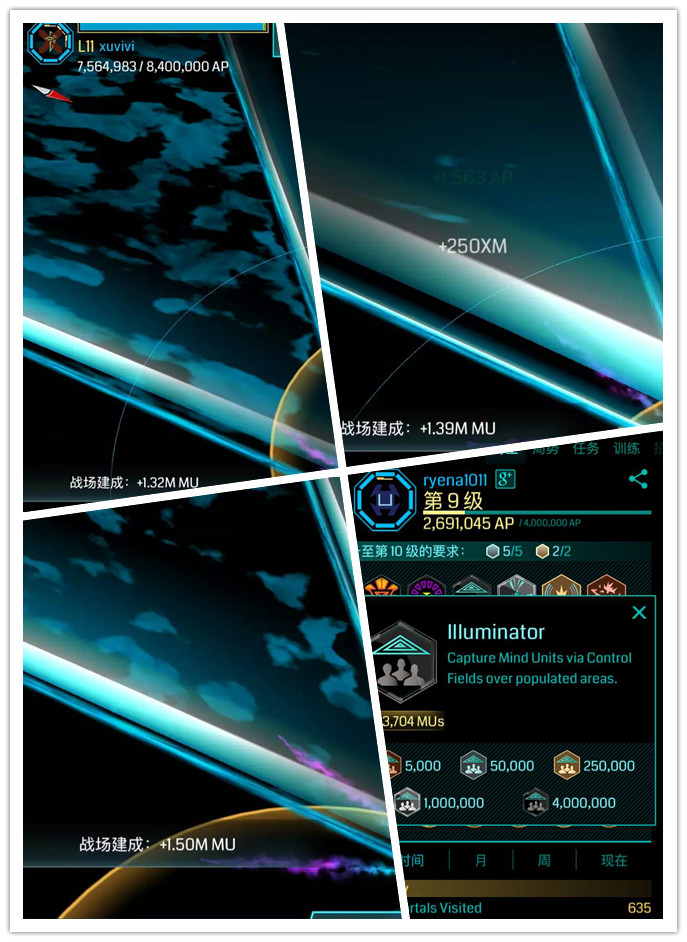 L11 xuvivi
7,564,983 / 8,400,000 AP
战场建成：+1.32M MU
+1,563 AP
+250XM
战场建成：+1.39M MU
战场建成：+1.50M MU
局势 任务 训练
ryena1011 g+
第 9 级
2,691,045 AP / 4,000,000 AP
至第 10 级的要求： 5/5 2/2
Illuminator
Capture Mind Units via Control
Fields over populated areas.
3,704 MUs
5,000 50,000 250,000
1,000,000 4,000,000
时间 月 周 现在
rtals Visited 635